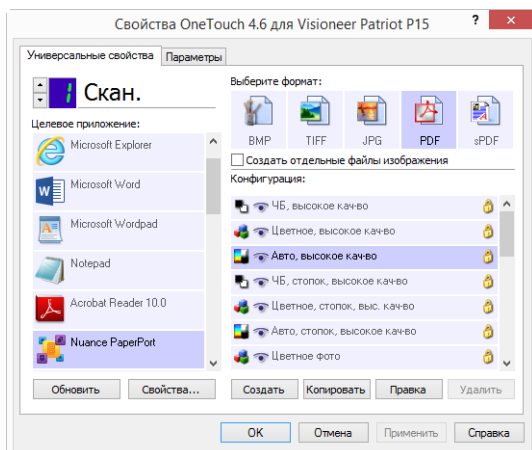 Свойства OneTouch 4.6 для Visioneer Patriot P15
Универсальные свойства
Параметры
1 Скан.
Целевое приложение:
Microsoft Explorer
Microsoft Word
Microsoft Wordpad
Notepad
Acrobat Reader 10.0
Nuance PaperPort
Обновить
Свойства...
Выберите формат:
BMP
TIFF
JPG
PDF
sPDF
Создать отдельные файлы изображения
Конфигурация:
ЧБ, высокое кач-во
Цветное, высокое кач-во
Авто, высокое кач-во
ЧБ, стопок, высокое кач-во
Цветное, стопок, выс. кач-во
Авто, стопок, высокое кач-во
Цветное фото
Создать
Копировать
Правка
Удалить
OK
Отмена
Применить
Справка